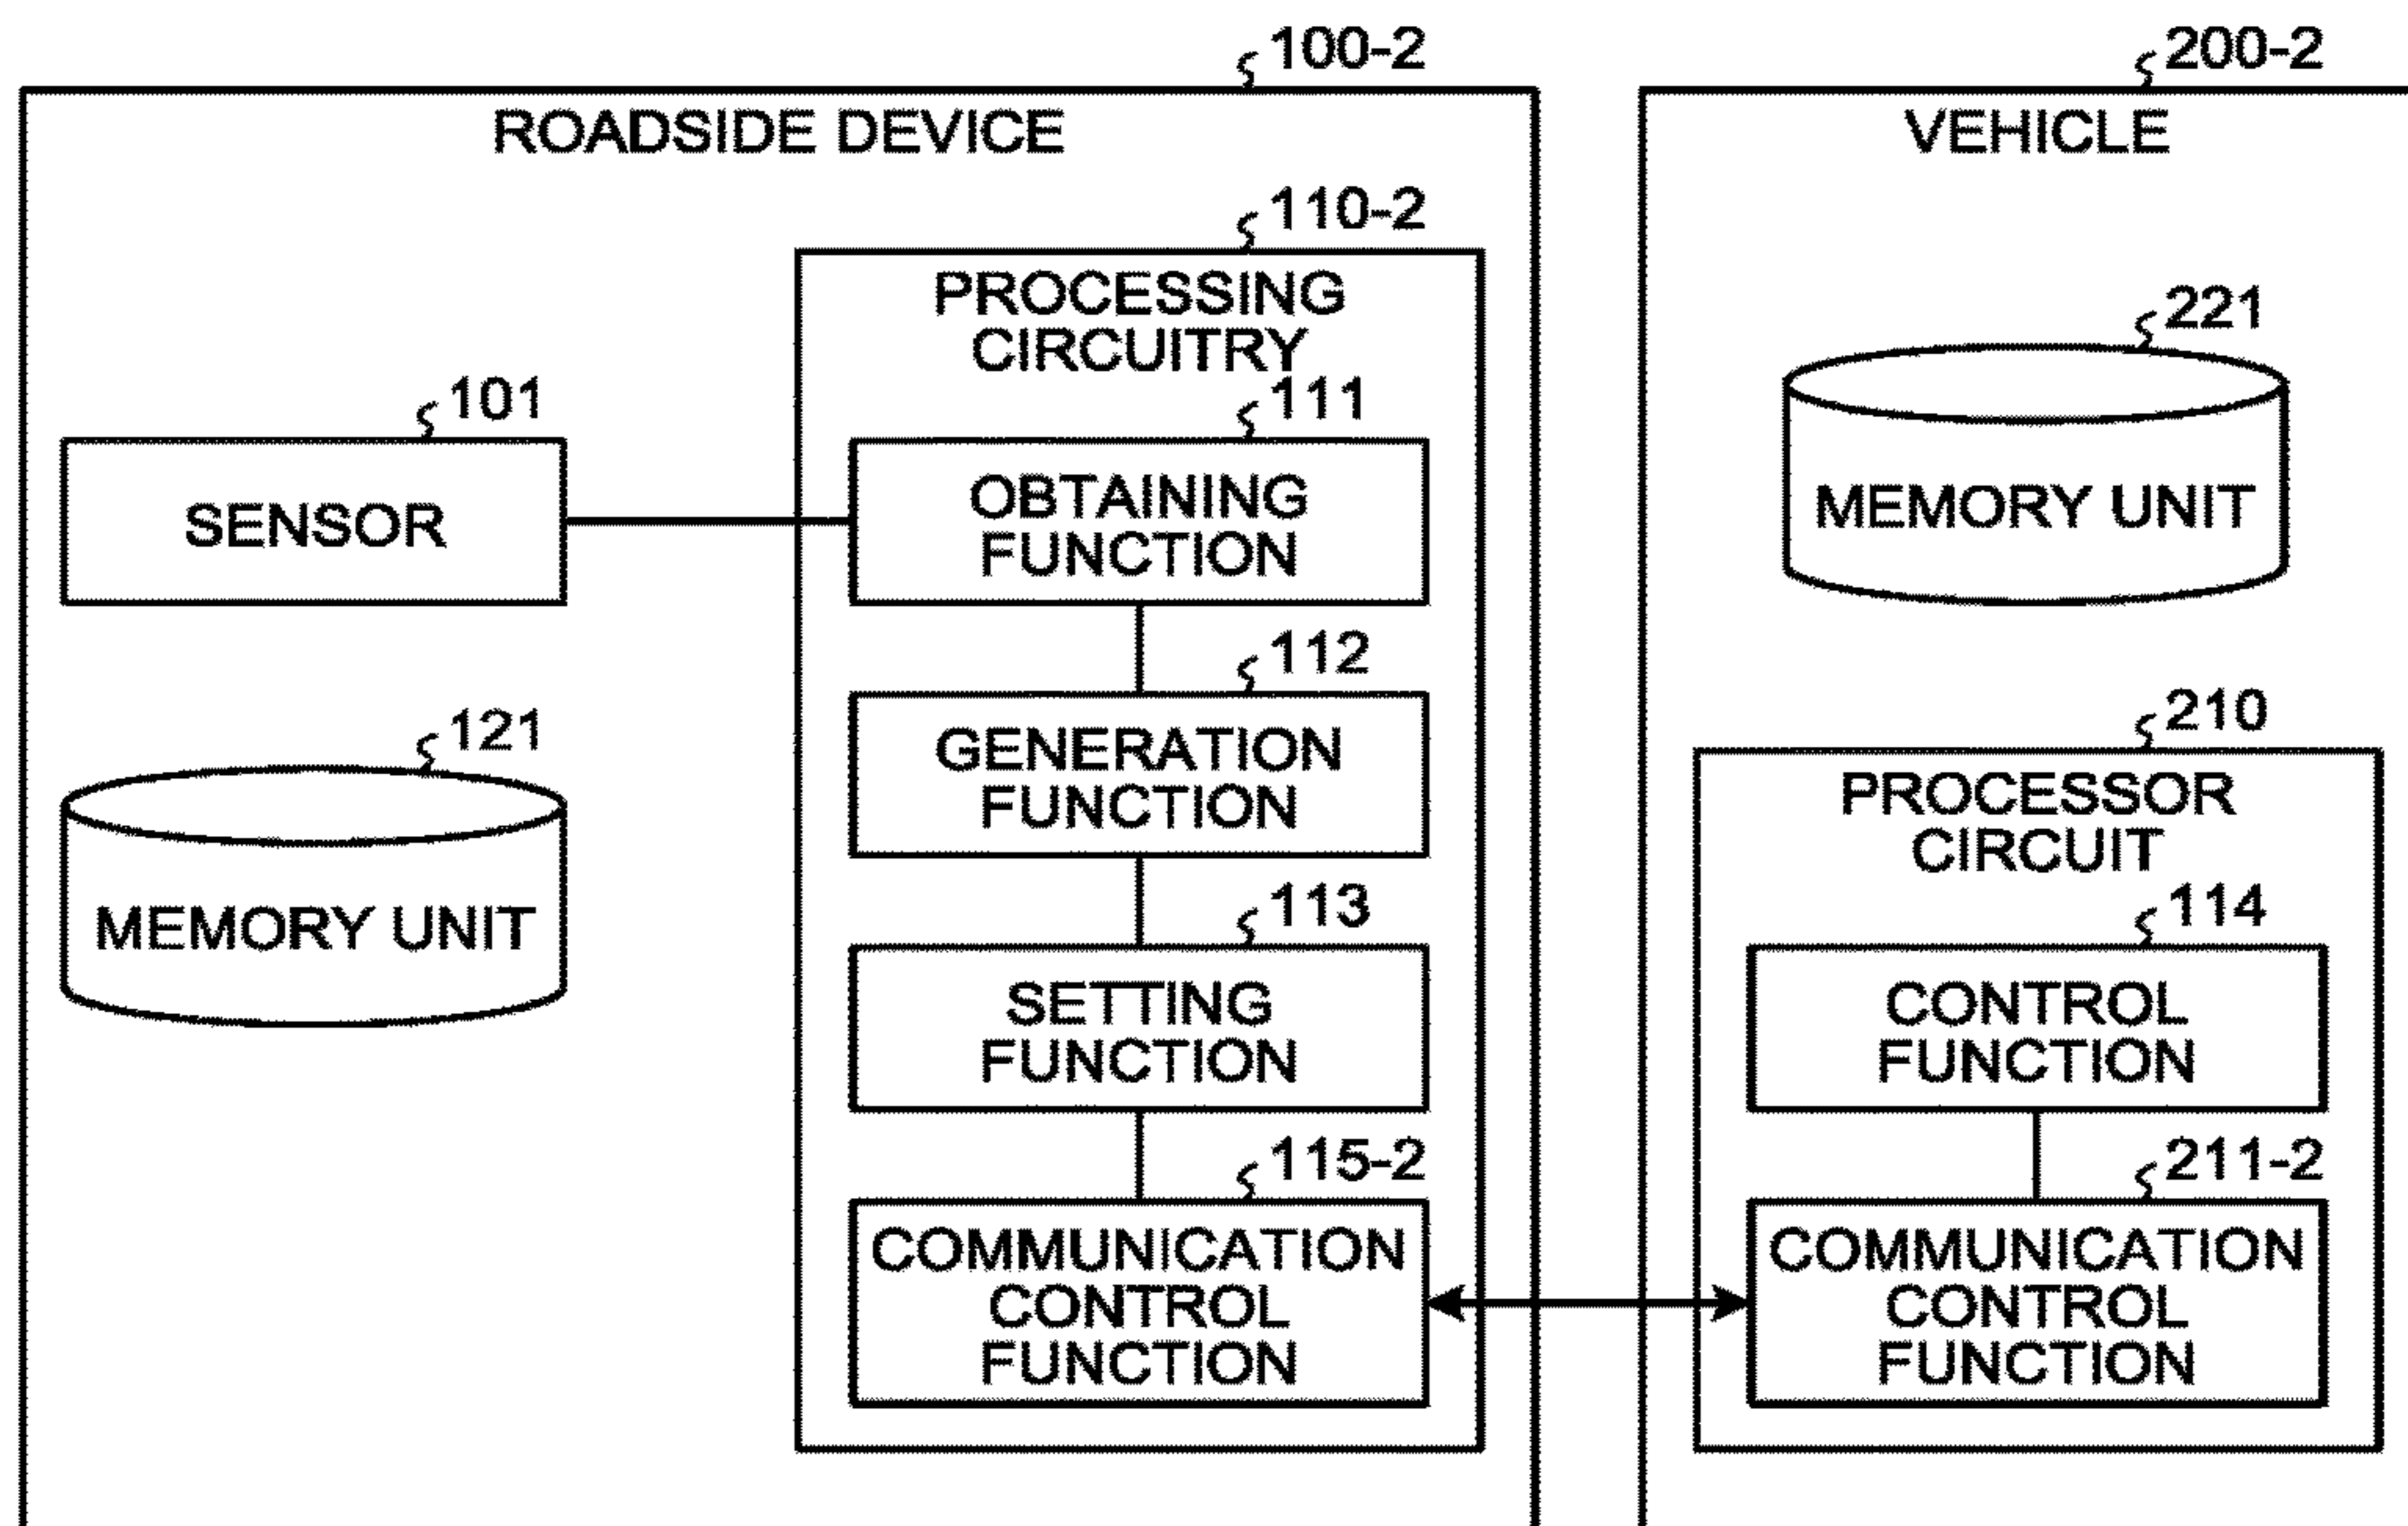 100-2
ROADSIDE DEVICE
110-2
PROCESSING
CIRCUITRY
101
SENSOR
111
OBTAINING
FUNCTION
121
MEMORY UNIT
112
GENERATION
FUNCTION
113
SETTING
FUNCTION
115-2
COMMUNICATION
CONTROL
FUNCTION
200-2
VEHICLE
221
MEMORY UNIT
210
PROCESSOR
CIRCUIT
114
CONTROL
FUNCTION
211-2
COMMUNICATION
CONTROL
FUNCTION